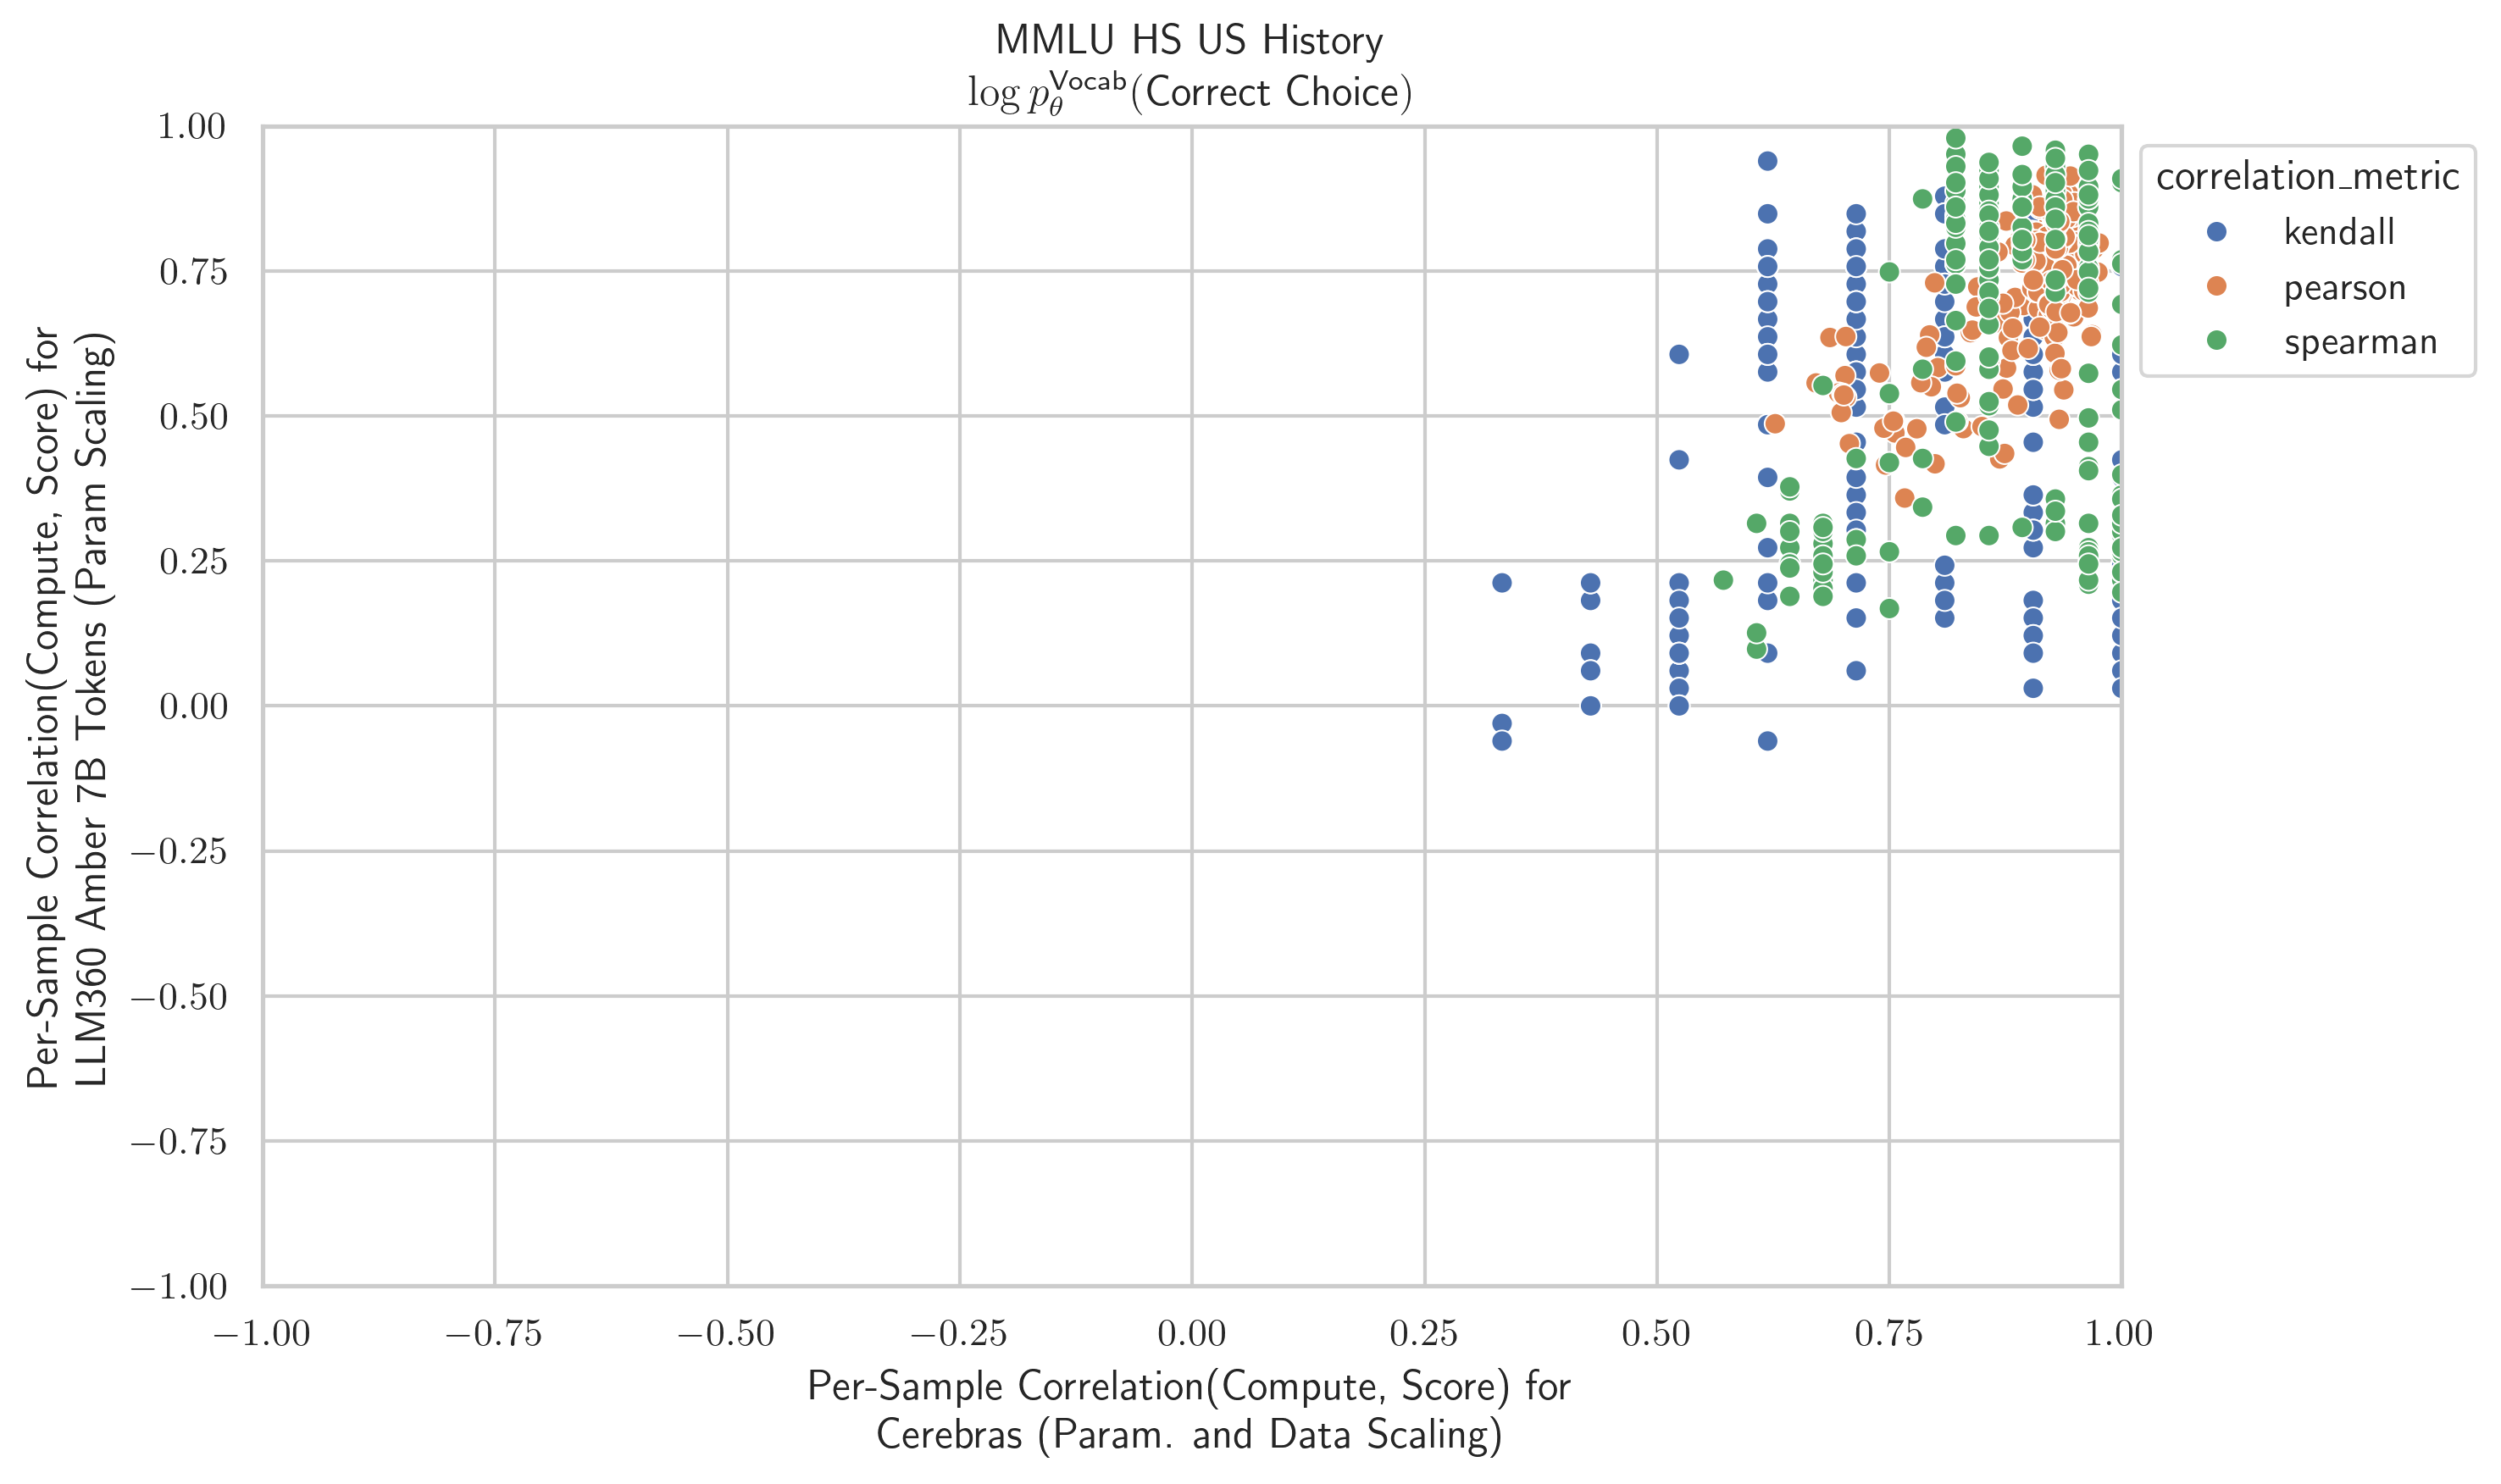 MMLU HS US History
log p_θ^Vocab(Correct Choice)
Per-Sample Correlation(Compute, Score) for
LLM360 Amber 7B Tokens (Param Scaling)
1.00
0.75
0.50
0.25
0.00
−0.25
−0.50
−0.75
−1.00
−1.00 −0.75 −0.50 −0.25 0.00 0.25 0.50 0.75 1.00
Per-Sample Correlation(Compute, Score) for
Cerebras (Param. and Data Scaling)
correlation_metric
kendall
pearson
spearman